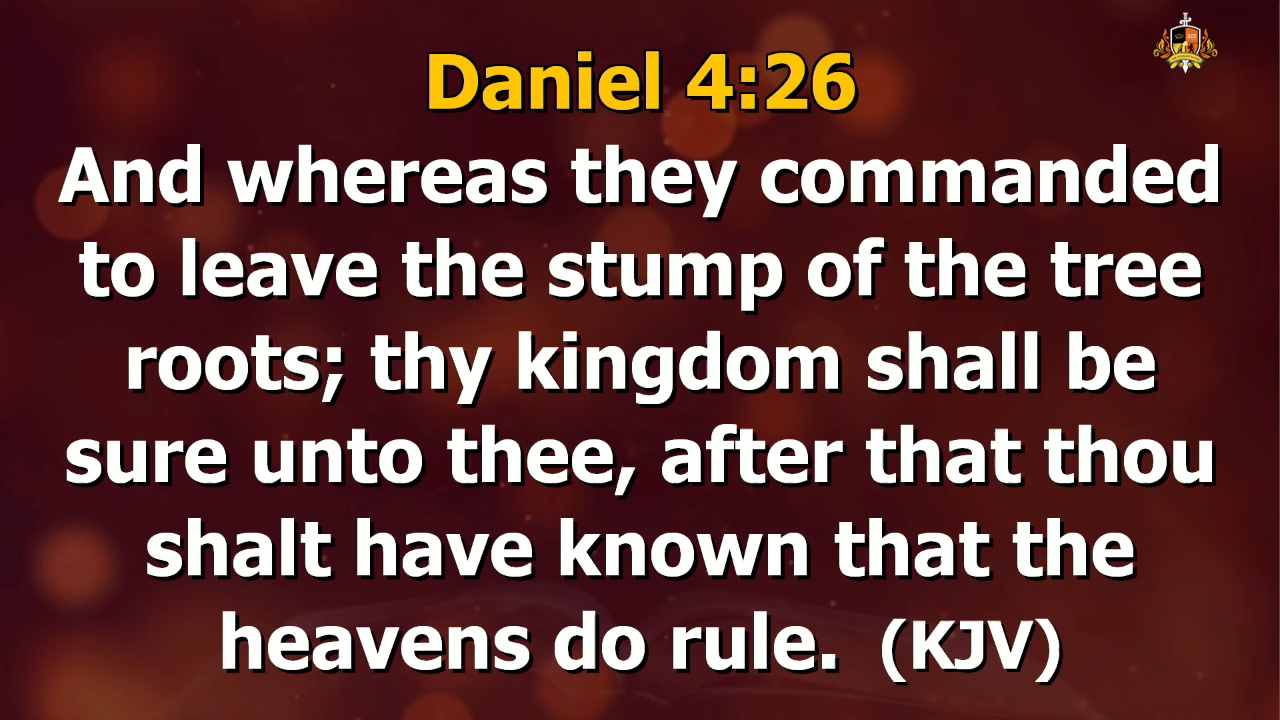 Daniel 4:26
And whereas they commanded
to leave the stump of the tree
roots; thy kingdom shall be
sure unto thee, after that thou
shalt have known that the
heavens do rule. (KJV)